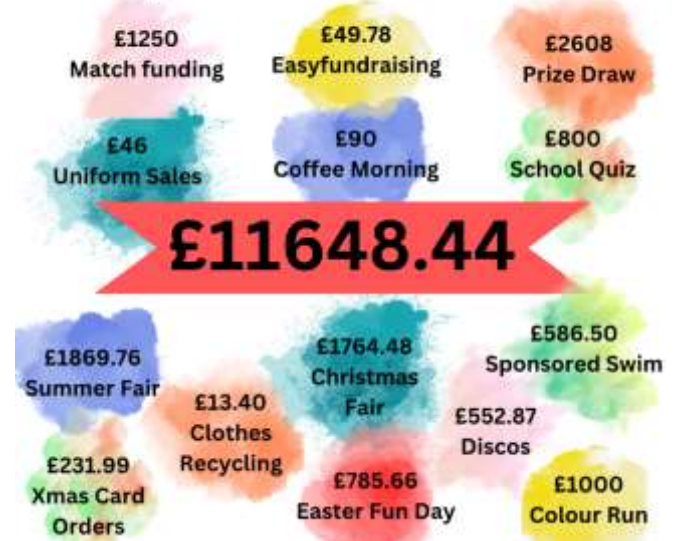 £1250
Match funding
£49.78
Easyfundraising
£2608
Prize Draw
£46
Uniform Sales
£90
Coffee Morning
£800
School Quiz
£11648.44
£1869.76
Summer Fair
£13.40
Clothes
Recycling
£1764.48
Christmas
Fair
£586.50
Sponsored Swim
£552.87
Discos
£231.99
Xmas Card
Orders
£785.66
Easter Fun Day
£1000
Colour Run